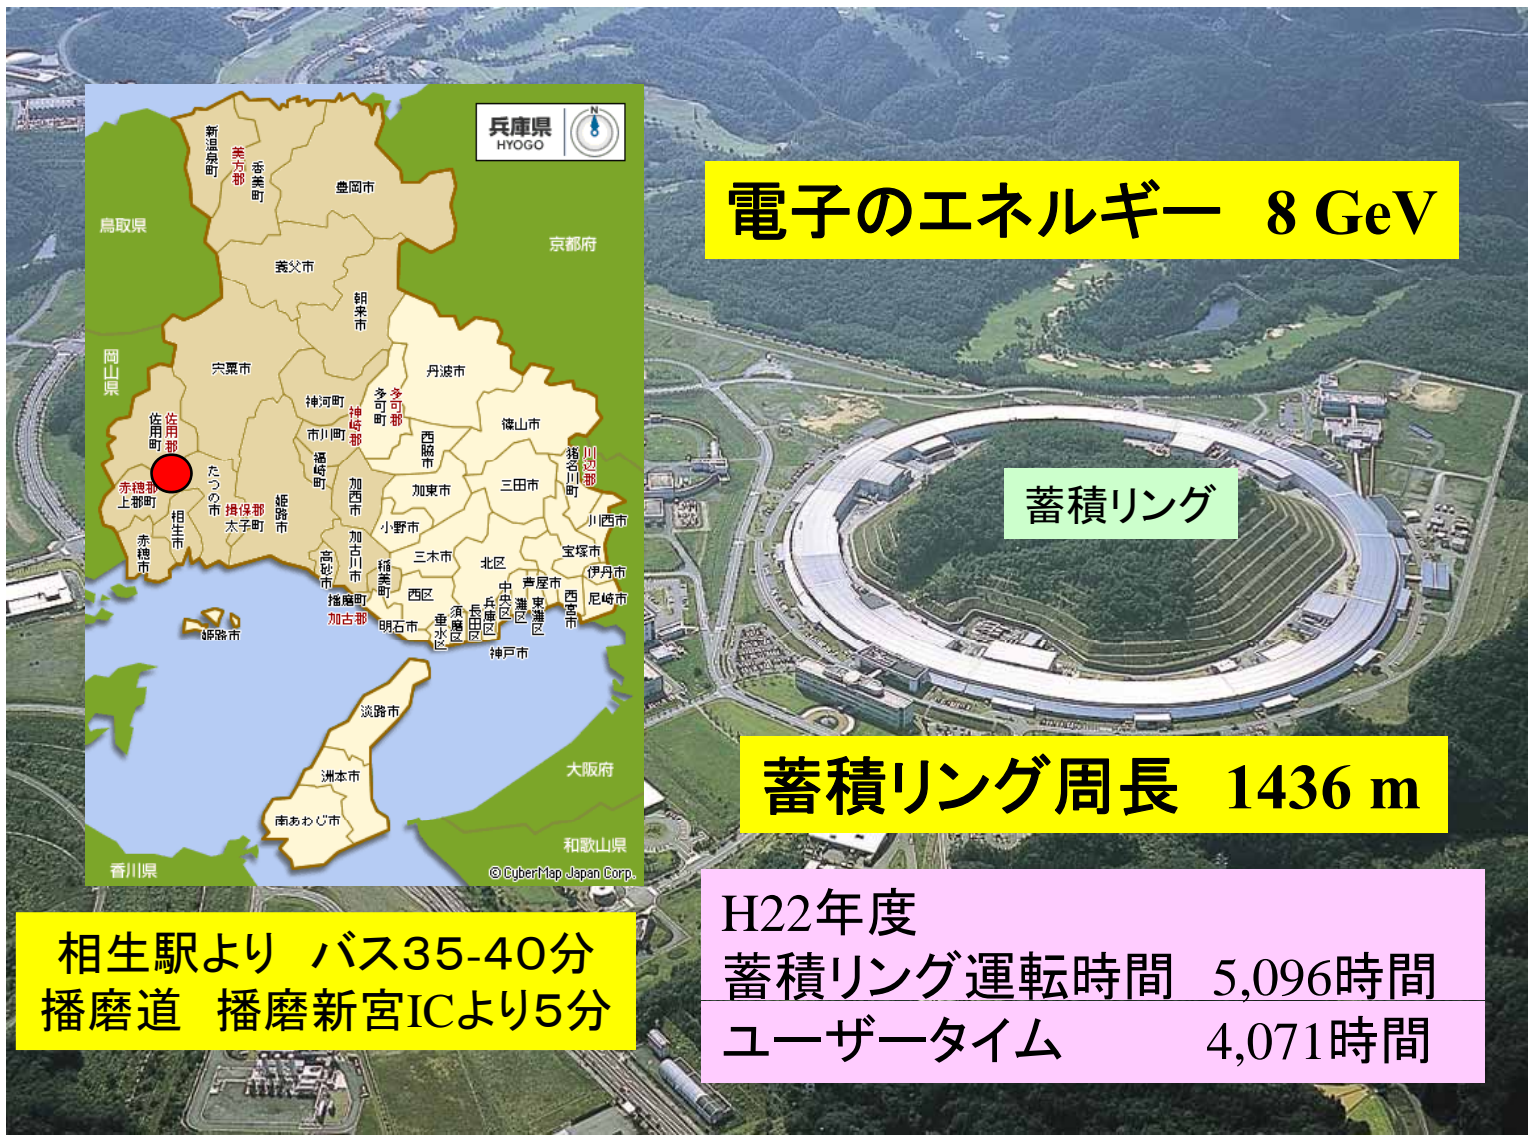 兵庫県
HYOGO
N
新温泉町
美方郡
香美町
豊岡市
鳥取県
京都府
養父市
朝来市
岡山県
宍粟市
丹波市
神河町
多可町
多可郡
神崎郡
市川町
佐用町
佐用郡
西脇市
篠山市
猪名川町
川辺郡
福崎町
赤穂郡
上郡町
たつの市
揖保郡
太子町
姫路市
加西市
加東市
三田市
相生市
赤穂市
小野市
川西市
加古川市
高砂市
三木市
北区
宝塚市
伊丹市
稲美町
西区
中央区
芦屋市
灘区
東灘区
西宮市
尼崎市
播磨町
加古郡
明石市
垂水区
須磨区
長田区
兵庫区
神戸市
姫路市
淡路市
洲本市
南あわじ市
大阪府
和歌山県
香川県
© CyberMap Japan Corp.
電子のエネルギー 8 GeV
蓄積リング
蓄積リング周長 1436 m
相生駅より バス35-40分
播磨道 播磨新宮ICより5分
H22年度
蓄積リング運転時間 5,096時間
ユーザータイム 4,071時間